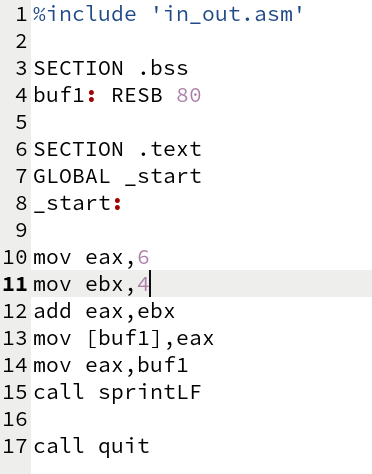 1 %include 'in_out.asm'
2
3 SECTION .bss
4 buf1: RESB 80
5
6 SECTION .text
7 GLOBAL _start
8 _start:
9
10 mov eax,6
11 mov ebx,4
12 add eax,ebx
13 mov [buf1],eax
14 mov eax,buf1
15 call sprintLF
16
17 call quit